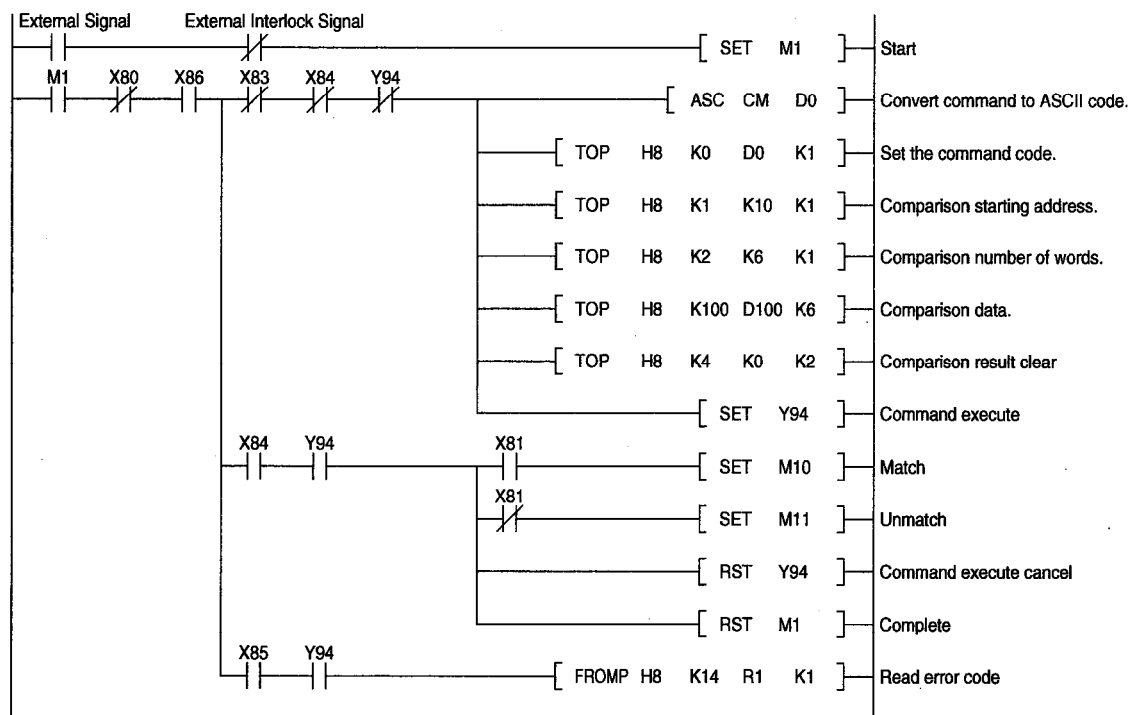 External Signal External Interlock Signal
SET M1 Start
M1 X80 X86 X83 X84 Y94
ASC CM D0 Convert command to ASCII code.
TOP H8 K0 D0 K1 Set the command code.
TOP H8 K1 K10 K1 Comparison starting address.
TOP H8 K2 K6 K1 Comparison number of words.
TOP H8 K100 D100 K6 Comparison data.
TOP H8 K4 K0 K2 Comparison result clear
SET Y94 Command execute
X84 Y94 X81
SET M10 Match
X81
SET M11 Unmatch
RST Y94 Command execute cancel
RST M1 Complete
X85 Y94
FROMP H8 K14 R1 K1 Read error code